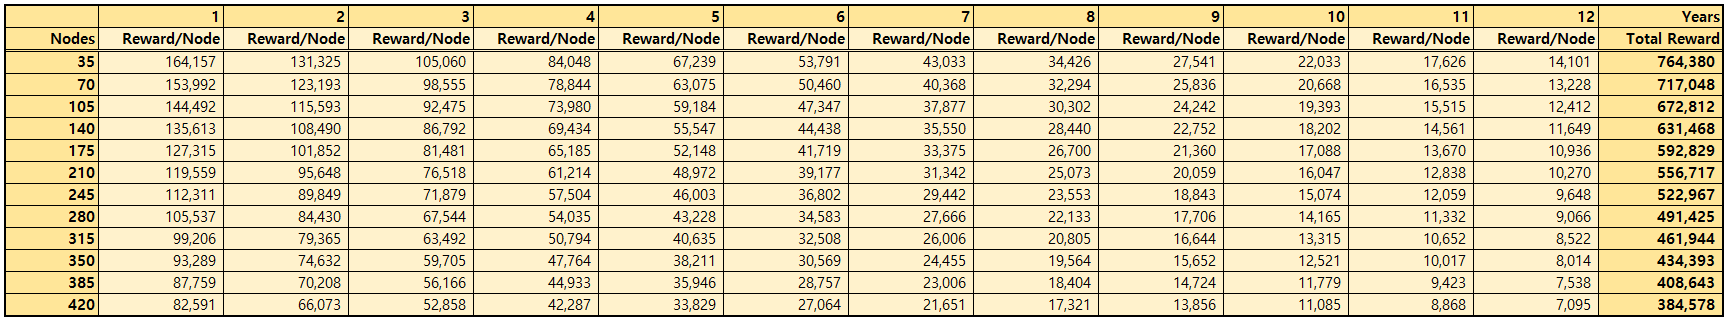 1 2 3 4 5 6 7 8 9 10 11 12 Years
Nodes Reward/Node Reward/Node Reward/Node Reward/Node Reward/Node Reward/Node Reward/Node Reward/Node Reward/Node Reward/Node Reward/Node Reward/Node Total Reward
35 164,157 131,325 105,060 84,048 67,239 53,791 43,033 34,426 27,541 22,033 17,626 14,101 764,380
70 153,992 123,193 98,555 78,844 63,075 50,460 40,368 32,294 25,836 20,668 16,535 13,228 717,048
105 144,492 115,593 92,475 73,980 59,184 47,347 37,877 30,302 24,242 19,393 15,515 12,412 672,812
140 135,613 108,490 86,792 69,434 55,547 44,438 35,550 28,440 22,752 18,202 14,561 11,649 631,468
175 127,315 101,852 81,481 65,185 52,148 41,719 33,375 26,700 21,360 17,088 13,670 10,936 592,829
210 119,559 95,648 76,518 61,214 48,972 39,177 31,342 25,073 20,059 16,047 12,838 10,270 556,717
245 112,311 89,849 71,879 57,504 46,003 36,802 29,442 23,553 18,843 15,074 12,059 9,648 522,967
280 105,537 84,430 67,544 54,035 43,228 34,583 27,666 22,133 17,706 14,165 11,332 9,066 491,425
315 99,206 79,365 63,492 50,794 40,635 32,508 26,006 20,805 16,644 13,315 10,652 8,522 461,944
350 93,289 74,632 59,705 47,764 38,211 30,569 24,455 19,564 15,652 12,521 10,017 8,014 434,393
385 87,759 70,208 56,166 44,933 35,946 28,757 23,006 18,404 14,724 11,779 9,423 7,538 408,643
420 82,591 66,073 52,858 42,287 33,829 27,064 21,651 17,321 13,856 11,085 8,868 7,095 384,578